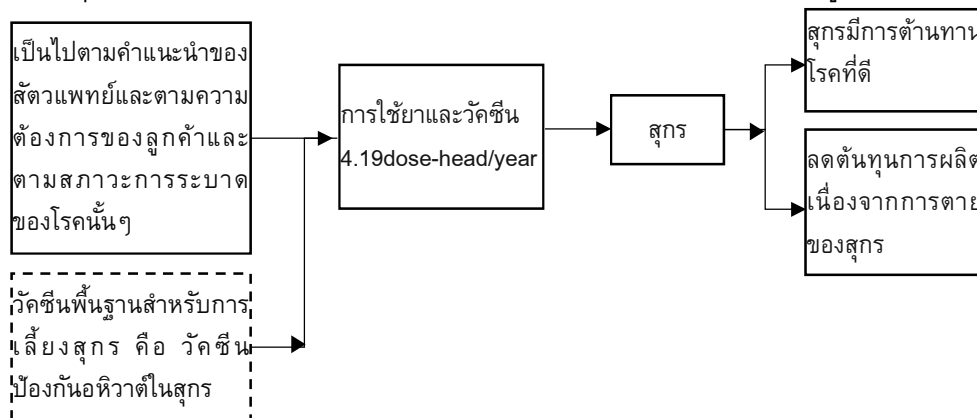 เป็นไปตามคำแนะนำของ
สัตวแพทย์และตามความ
ต้องการของลูกค้าและ
ตามสภาวะการระบาด
ของโรคนั้นๆ
วัคซีนพื้นฐานสำหรับการ
เลี้ยงสุกร คือ วัคซีน
ป้องกันอหิวาต์ในสุกร
การใช้ยาและวัคซีน
4.19dose-head/year
สุกร
สุกรมีการต้านทาน
โรคที่ดี
ลดต้นทุนการผลิต
เนื่องจากการตาย
ของสุกร